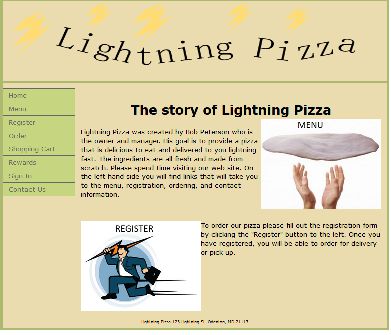 Lightning Pizza
Home
Menu
Register
Order
Shopping Cart
Rewards
Sign In
Contact Us
The story of Lightning Pizza
Lightning Pizza was created by Bob Peterson who is
the owner and manager. His goal is to provide a pizza
that is delicious to eat and delivered to you lightning
fast. The ingredients are all fresh and made from
scratch. Please spend time visiting our web site. On
the left-hand side you will find links that will take you
to the menu, registration, ordering, and contact
information.
MENU
REGISTER
To order our pizza please fill out the registration form
by clicking the "Register" button to the left. Once you
have registered, you will be able to order for delivery
or pick up.
Lightning Pizza